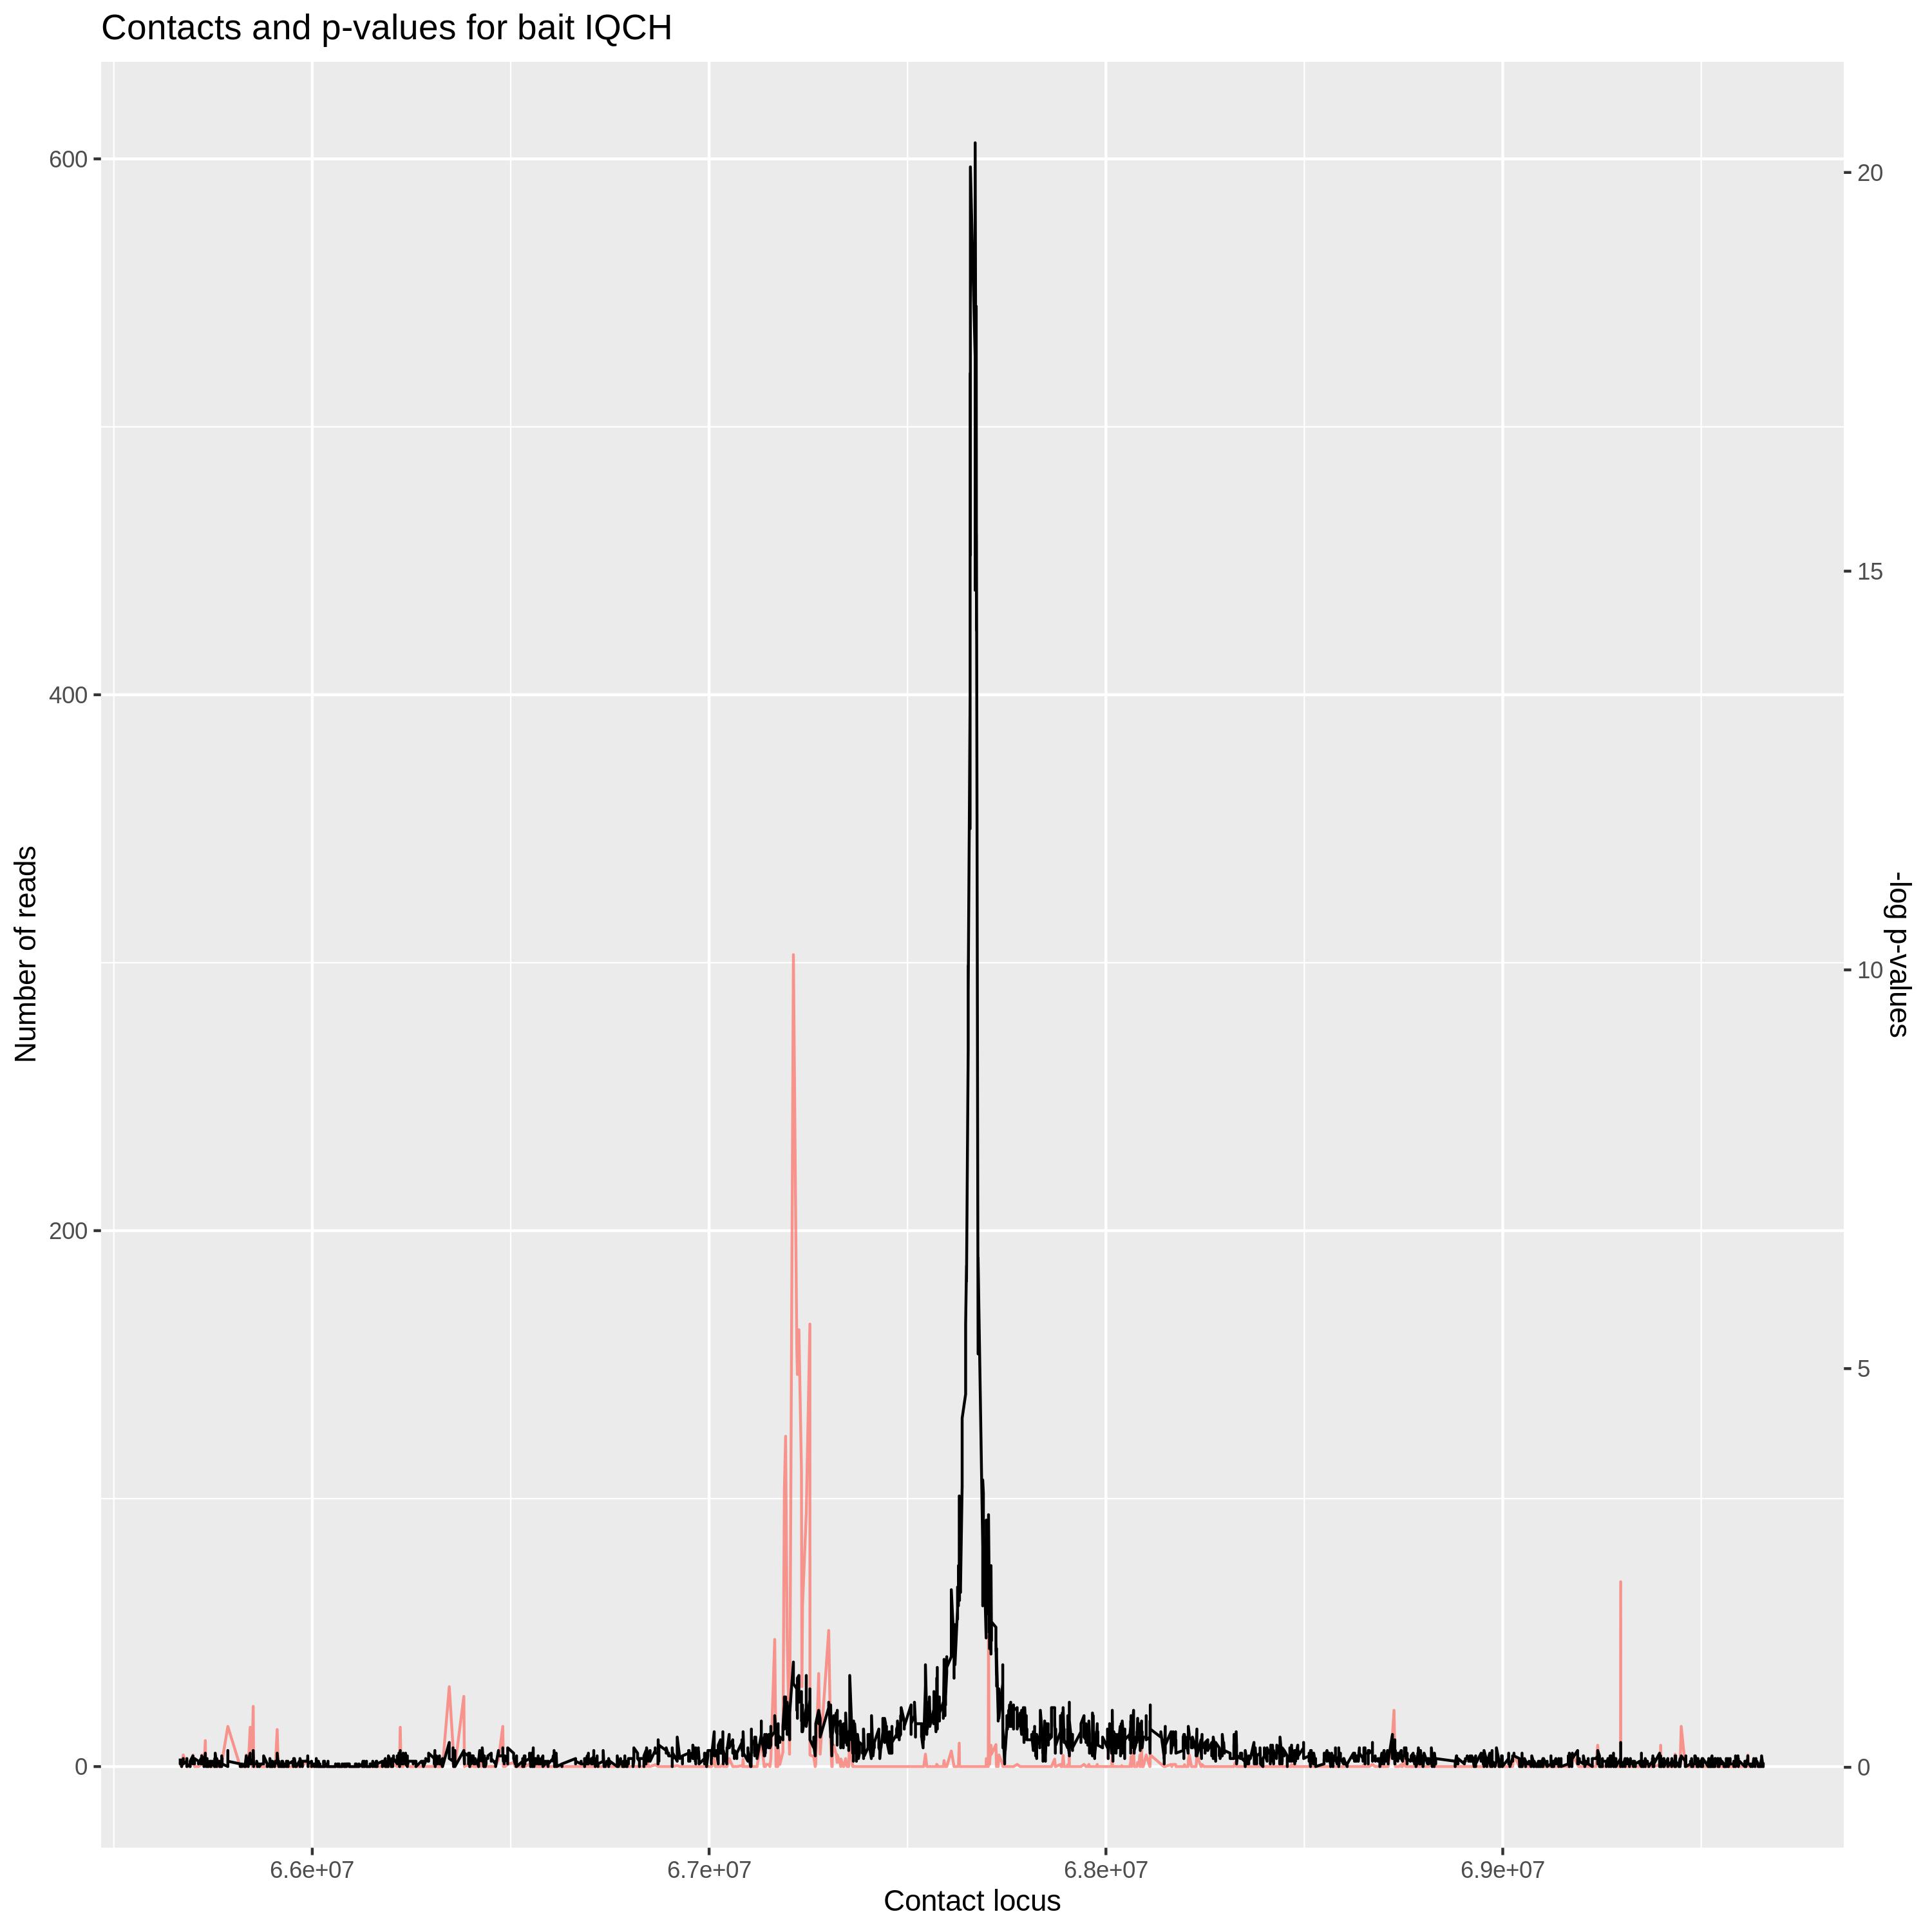 Contacts and p-values for bait IQCH
Number of reads
600
400
200
0
20
15
10
5
0
-log p-values
6.6e+07
6.7e+07
6.8e+07
6.9e+07
Contact locus